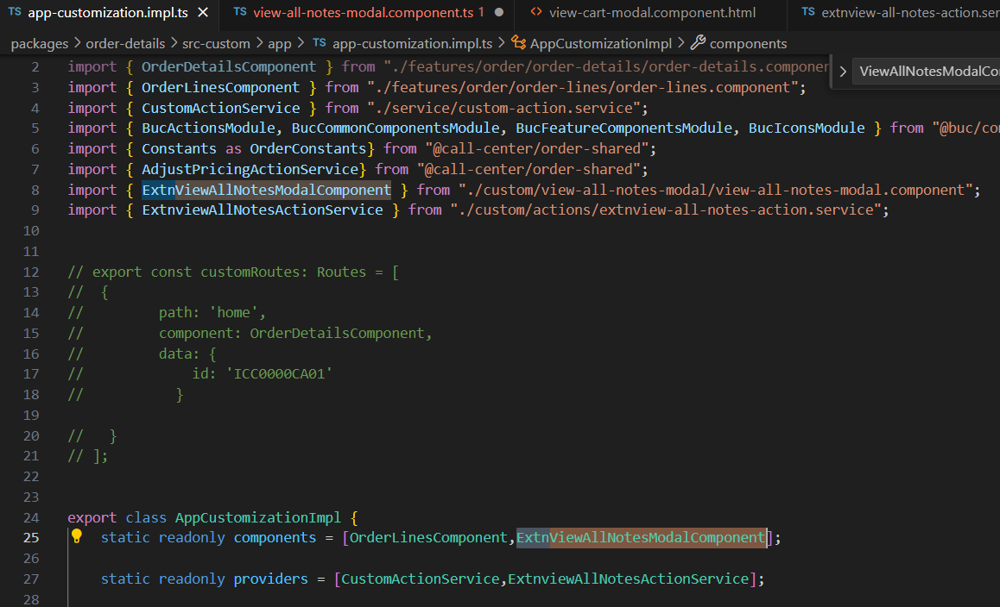 TS app-customization.impl.ts ✕ TS view-all-notes-modal.component.ts 1 ● <> view-cart-modal.component.html TS extnview-all-notes-action.ser
packages > order-details > src-custom > app > TS app-customization.impl.ts > AppCustomizationImpl > components
ViewAllNotesModalCo
2 import { OrderDetailsComponent } from "./features/order/order-details/order-details.componen
3 import { OrderLinesComponent } from "./features/order/order-lines/order-lines.component";
4 import { CustomActionService } from "./service/custom-action.service";
5 import { BucActionsModule, BucCommonComponentsModule, BucFeatureComponentsModule, BucIconsModule } from "@buc/co
6 import { Constants as OrderConstants} from "@call-center/order-shared";
7 import { AdjustPricingActionService} from "@call-center/order-shared";
8 import { ExtnViewAllNotesModalComponent } from "./custom/view-all-notes-modal/view-all-notes-modal.component";
9 import { ExtnviewAllNotesActionService } from "./custom/actions/extnview-all-notes-action.service";
10
11
12 // export const customRoutes: Routes = [
13 //  {
14 //         path: 'home',
15 //         component: OrderDetailsComponent,
16 //         data: {
17 //             id: 'ICC0000CA01'
18 //           }
19
20 //   }
21 // ];
22
23
24 export class AppCustomizationImpl {
25     static readonly components = [OrderLinesComponent,ExtnViewAllNotesModalComponent];
26
27     static readonly providers = [CustomActionService,ExtnviewAllNotesActionService];
28